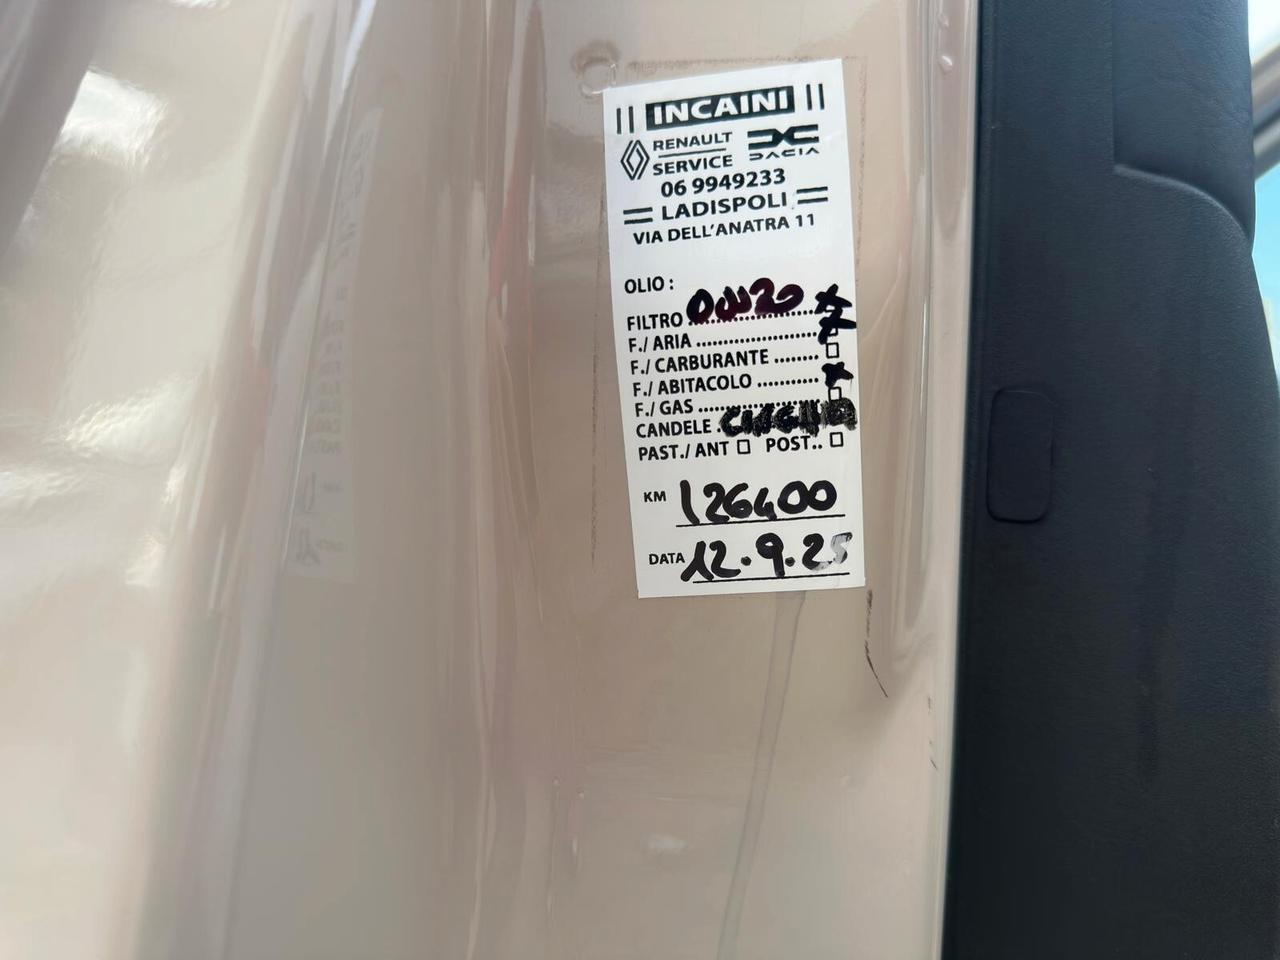 INCAINI
RENAULT
SERVICE
DACIA
06 9949233
LADISPOLI
VIA DELL'ANATRA 11
OLIO :
0W20
FILTRO
F./ ARIA
F./ CARBURANTE
F./ ABITACOLO
F./ GAS
CANDELE
PAST./ ANT □ POST.. □
KM 126400
DATA 12.9.25